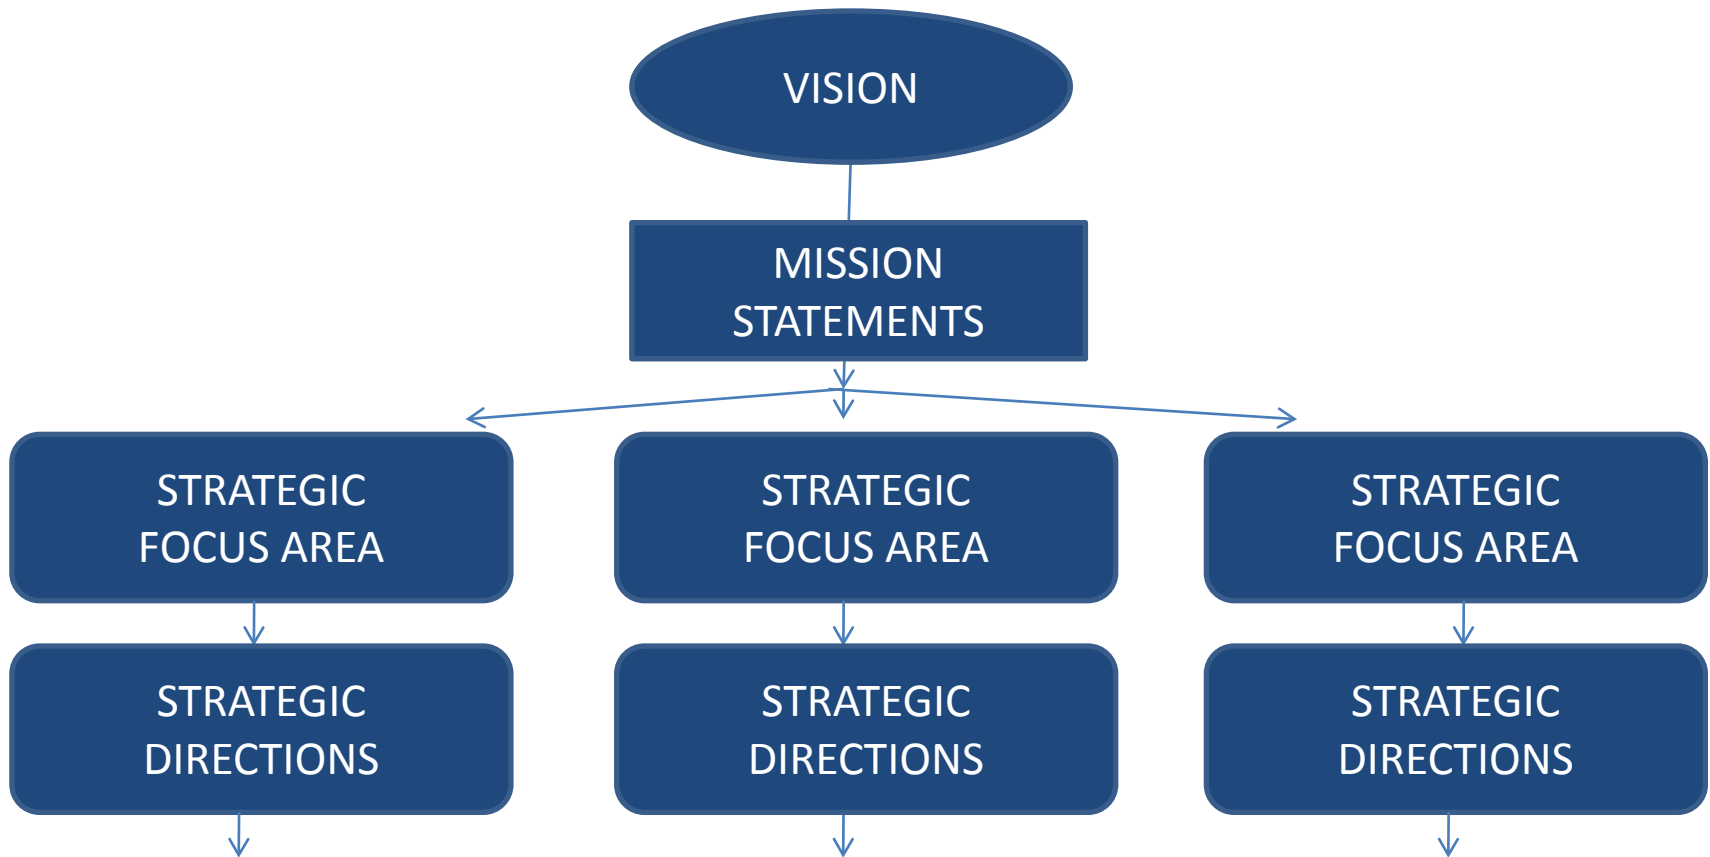 VISION
MISSION
STATEMENTS
STRATEGIC
FOCUS AREA
STRATEGIC
FOCUS AREA
STRATEGIC
FOCUS AREA
STRATEGIC
DIRECTIONS
STRATEGIC
DIRECTIONS
STRATEGIC
DIRECTIONS